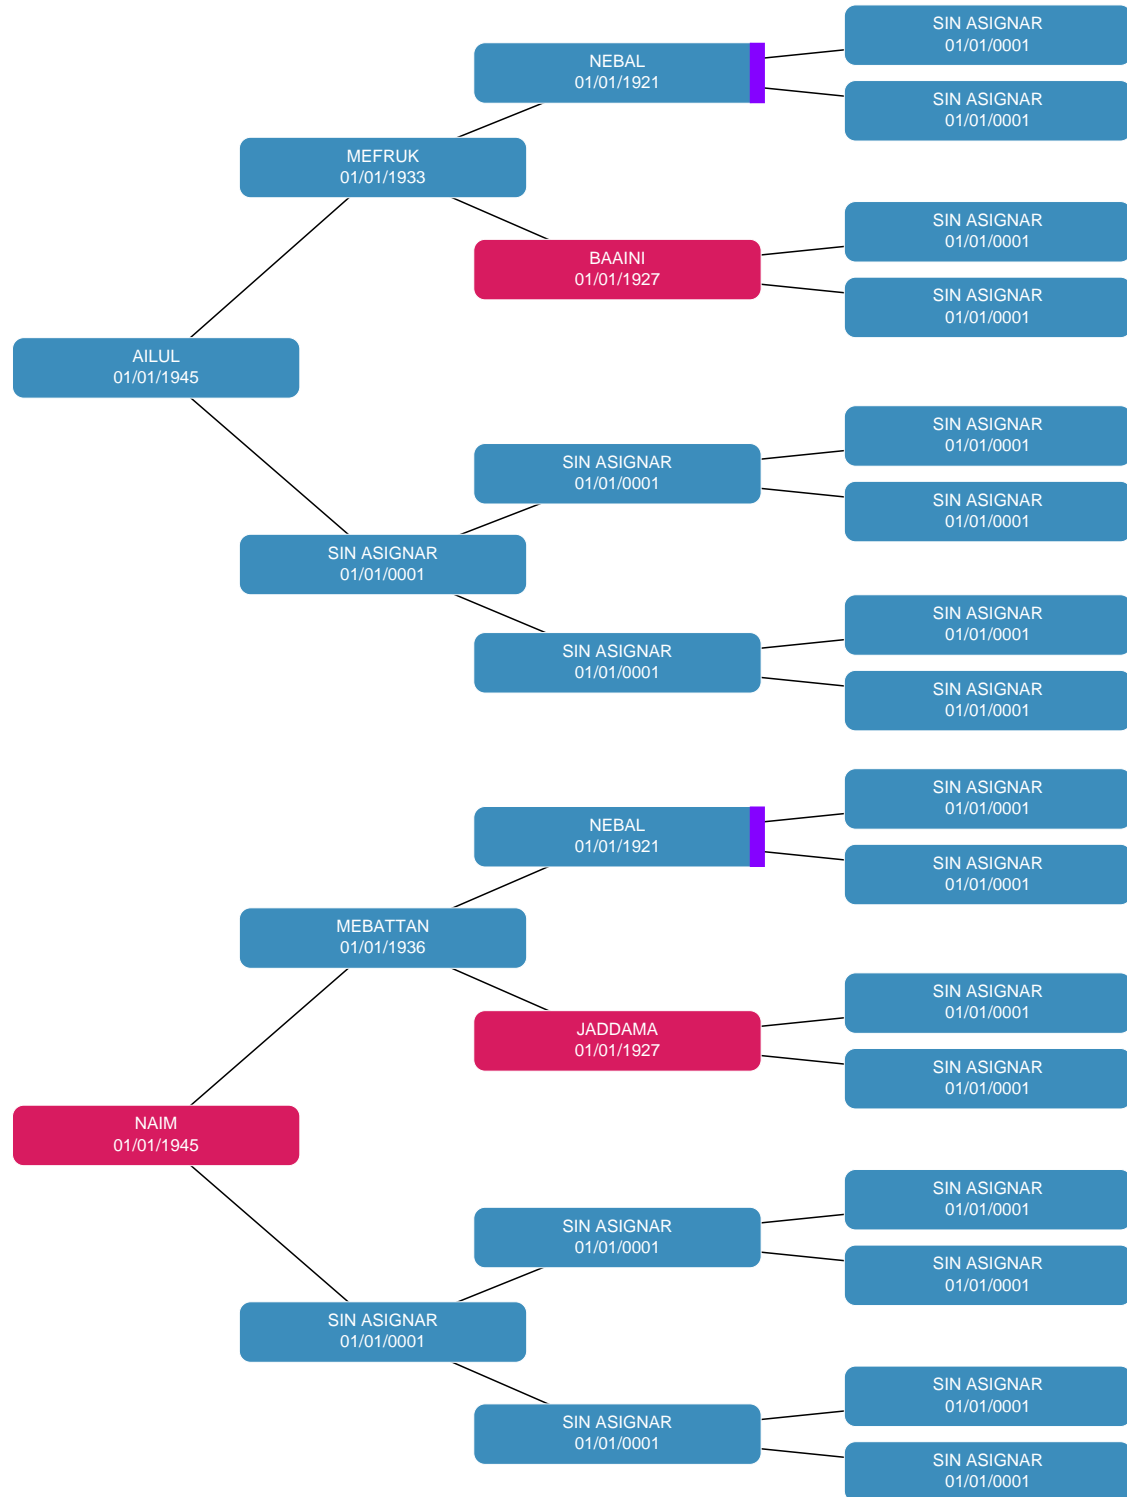 SIN ASIGNAR
01/01/0001
NEBAL
01/01/1921
SIN ASIGNAR
01/01/0001
MEFRUK
01/01/1933
SIN ASIGNAR
01/01/0001
BAAINI
01/01/1927
SIN ASIGNAR
01/01/0001
AILUL
01/01/1945
SIN ASIGNAR
01/01/0001
SIN ASIGNAR
01/01/0001
SIN ASIGNAR
01/01/0001
SIN ASIGNAR
01/01/0001
SIN ASIGNAR
01/01/0001
SIN ASIGNAR
01/01/0001
SIN ASIGNAR
01/01/0001
SIN ASIGNAR
01/01/0001
NEBAL
01/01/1921
SIN ASIGNAR
01/01/0001
MEBATTAN
01/01/1936
SIN ASIGNAR
01/01/0001
JADDAMA
01/01/1927
SIN ASIGNAR
01/01/0001
NAIM
01/01/1945
SIN ASIGNAR
01/01/0001
SIN ASIGNAR
01/01/0001
SIN ASIGNAR
01/01/0001
SIN ASIGNAR
01/01/0001
SIN ASIGNAR
01/01/0001
SIN ASIGNAR
01/01/0001
SIN ASIGNAR
01/01/0001